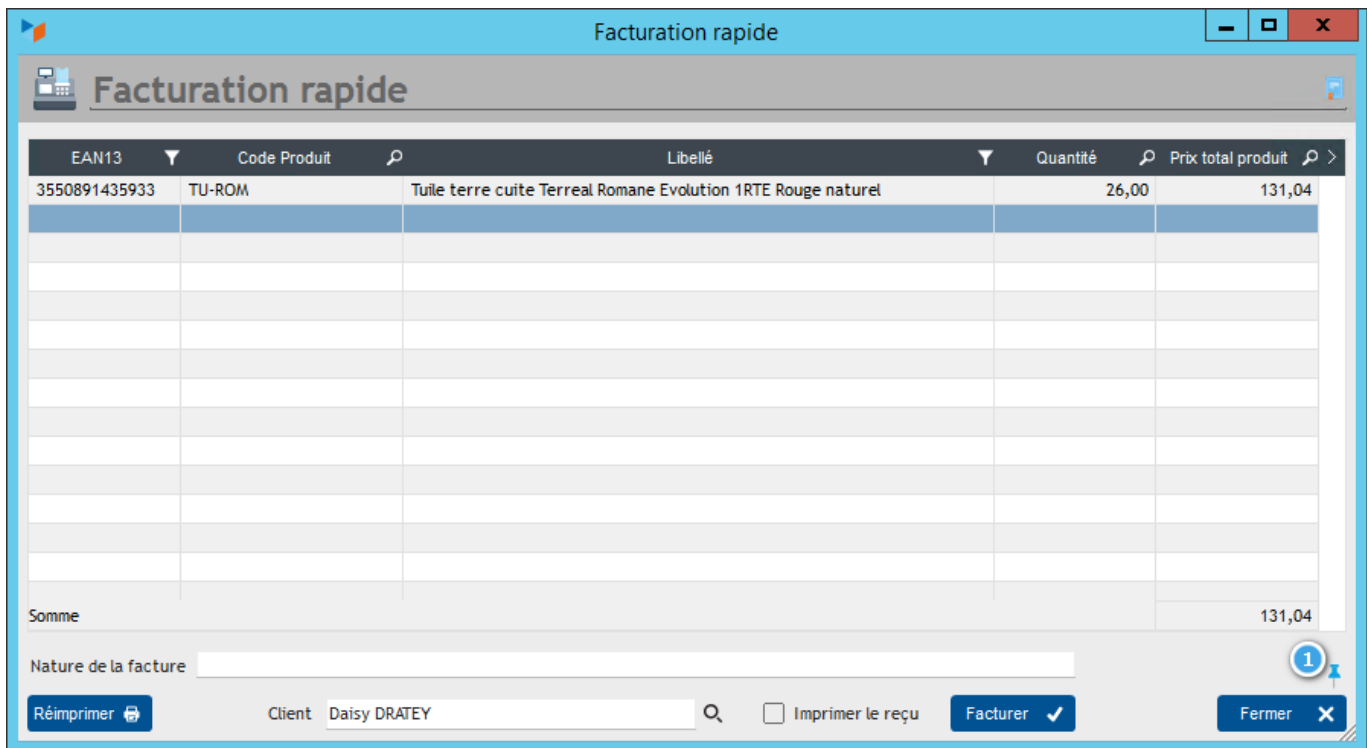 Facturation rapide
Facturation rapide
EAN13 Code Produit Libellé Quantité Prix total produit
3550891435933 TU-ROM Tuile terre cuite Terreal Romane Evolution 1RTE Rouge naturel 26,00 131,04
Somme 131,04
Nature de la facture
1
Réimprimer Client Daisy DRATEY Imprimer le reçu Facturer Fermer